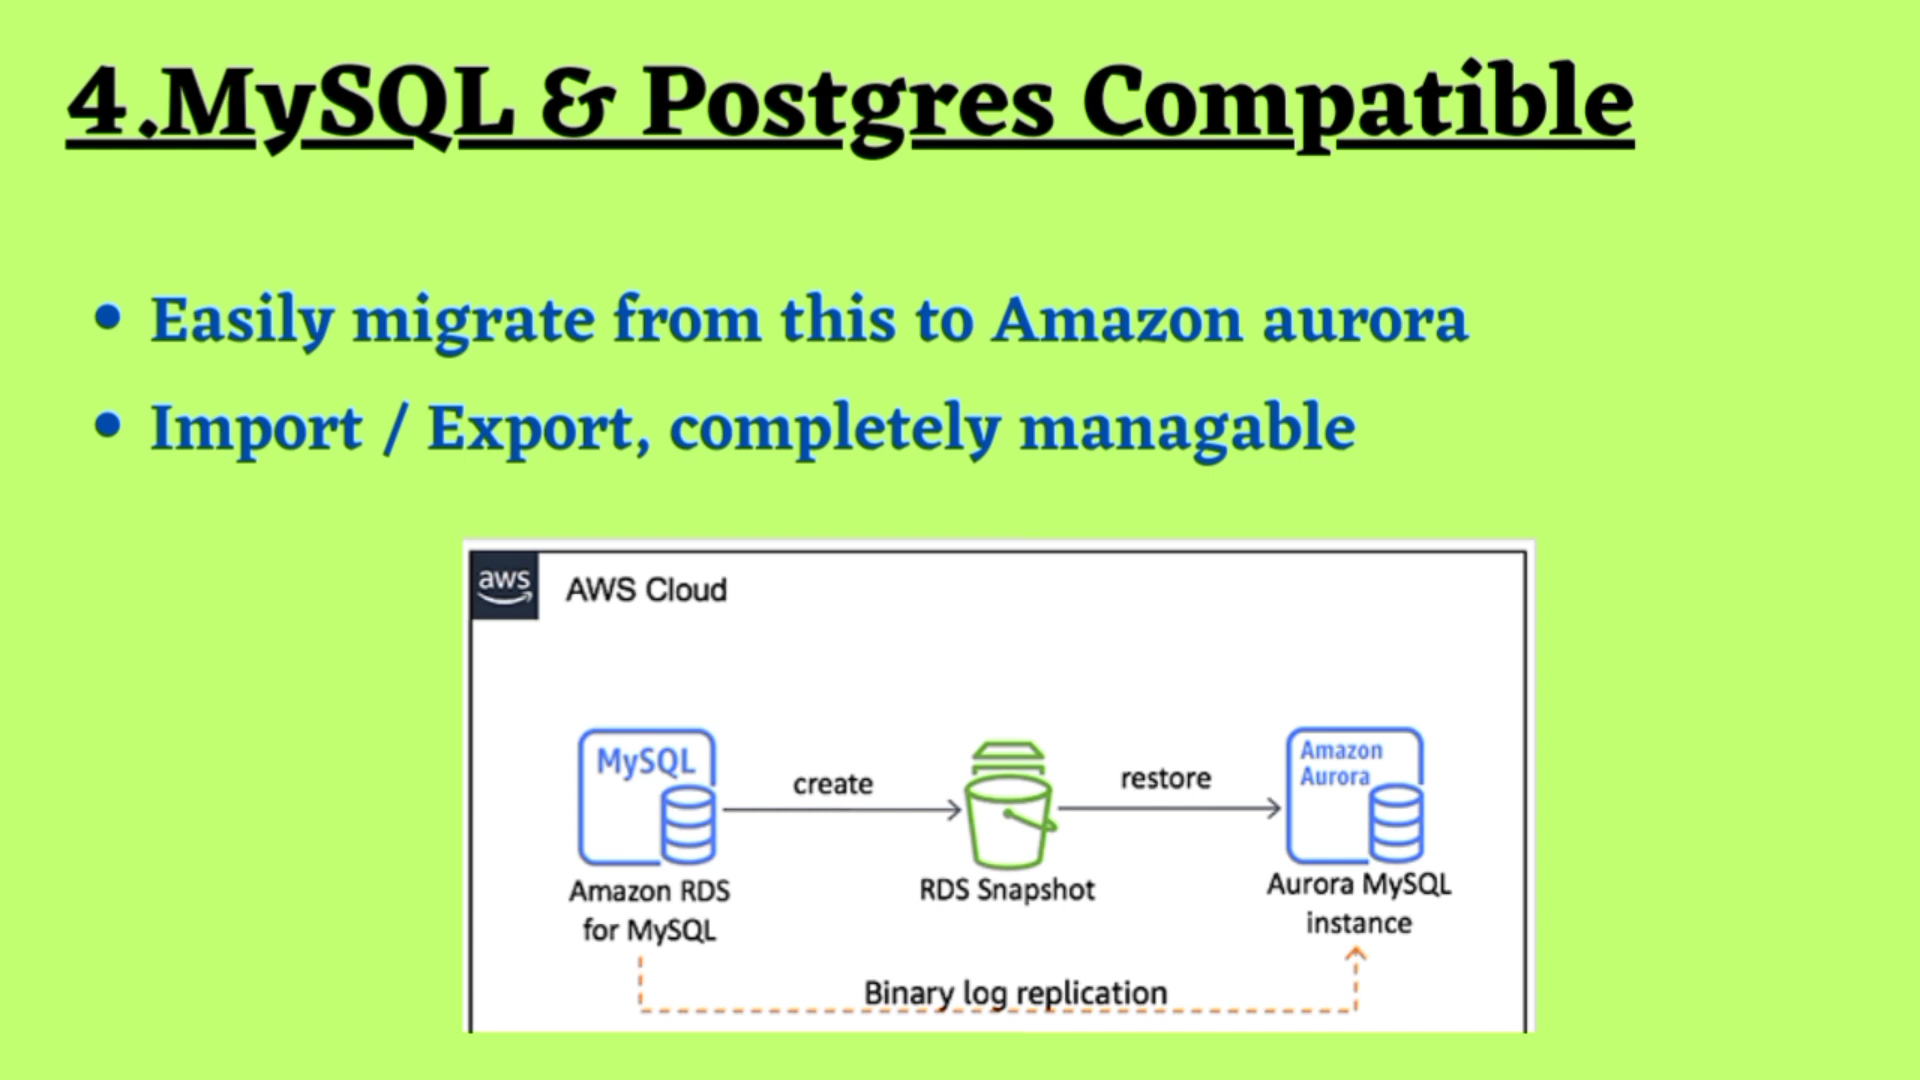 4.MySQL & Postgres Compatible
• Easily migrate from this to Amazon aurora
• Import / Export, completely managable
aws
AWS Cloud
MySQL
create
restore
Amazon
Aurora
Amazon RDS
for MySQL
RDS Snapshot
Aurora MySQL
instance
Binary log replication